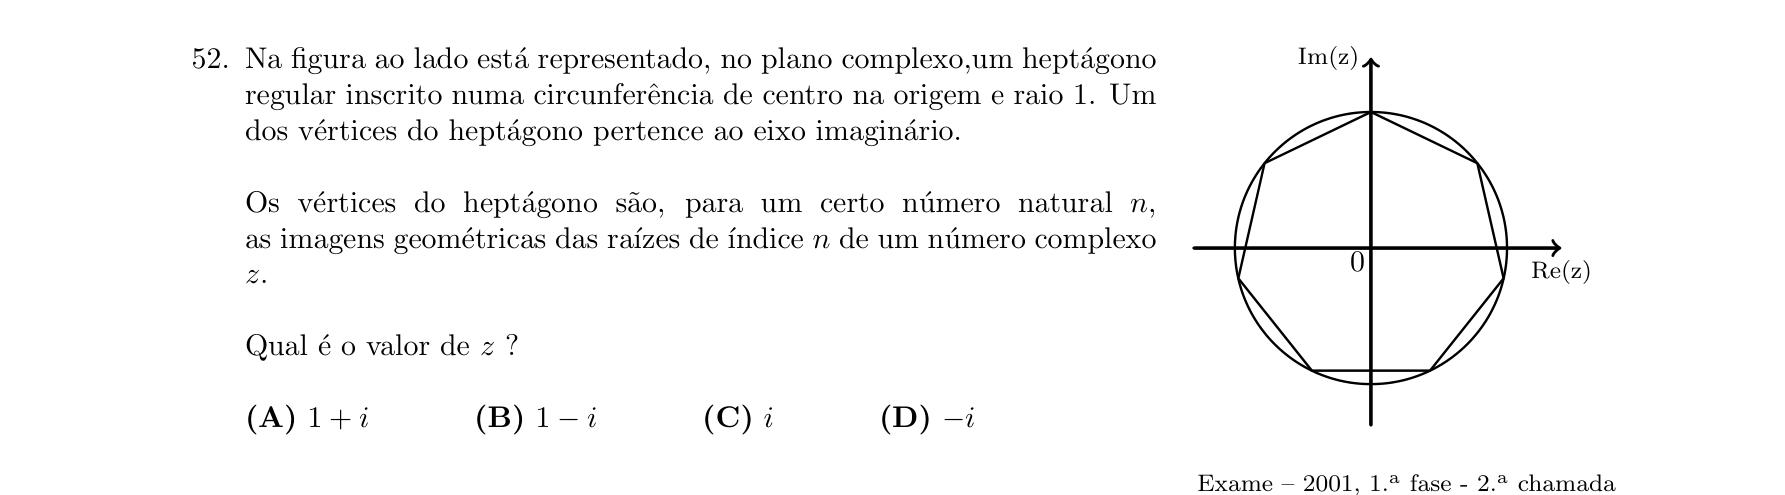 52. Na figura ao lado está representado, no plano complexo,um heptágono
regular inscrito numa circunferência de centro na origem e raio 1. Um
dos vértices do heptágono pertence ao eixo imaginário.
Os vértices do heptágono são, para um certo número natural n,
as imagens geométricas das raízes de índice n de um número complexo
z.
Qual é o valor de z ?
(A) 1 + i (B) 1 − i (C) i (D) −i
Im(z)
0
Re(z)
Exame – 2001, 1.ª fase - 2.ª chamada